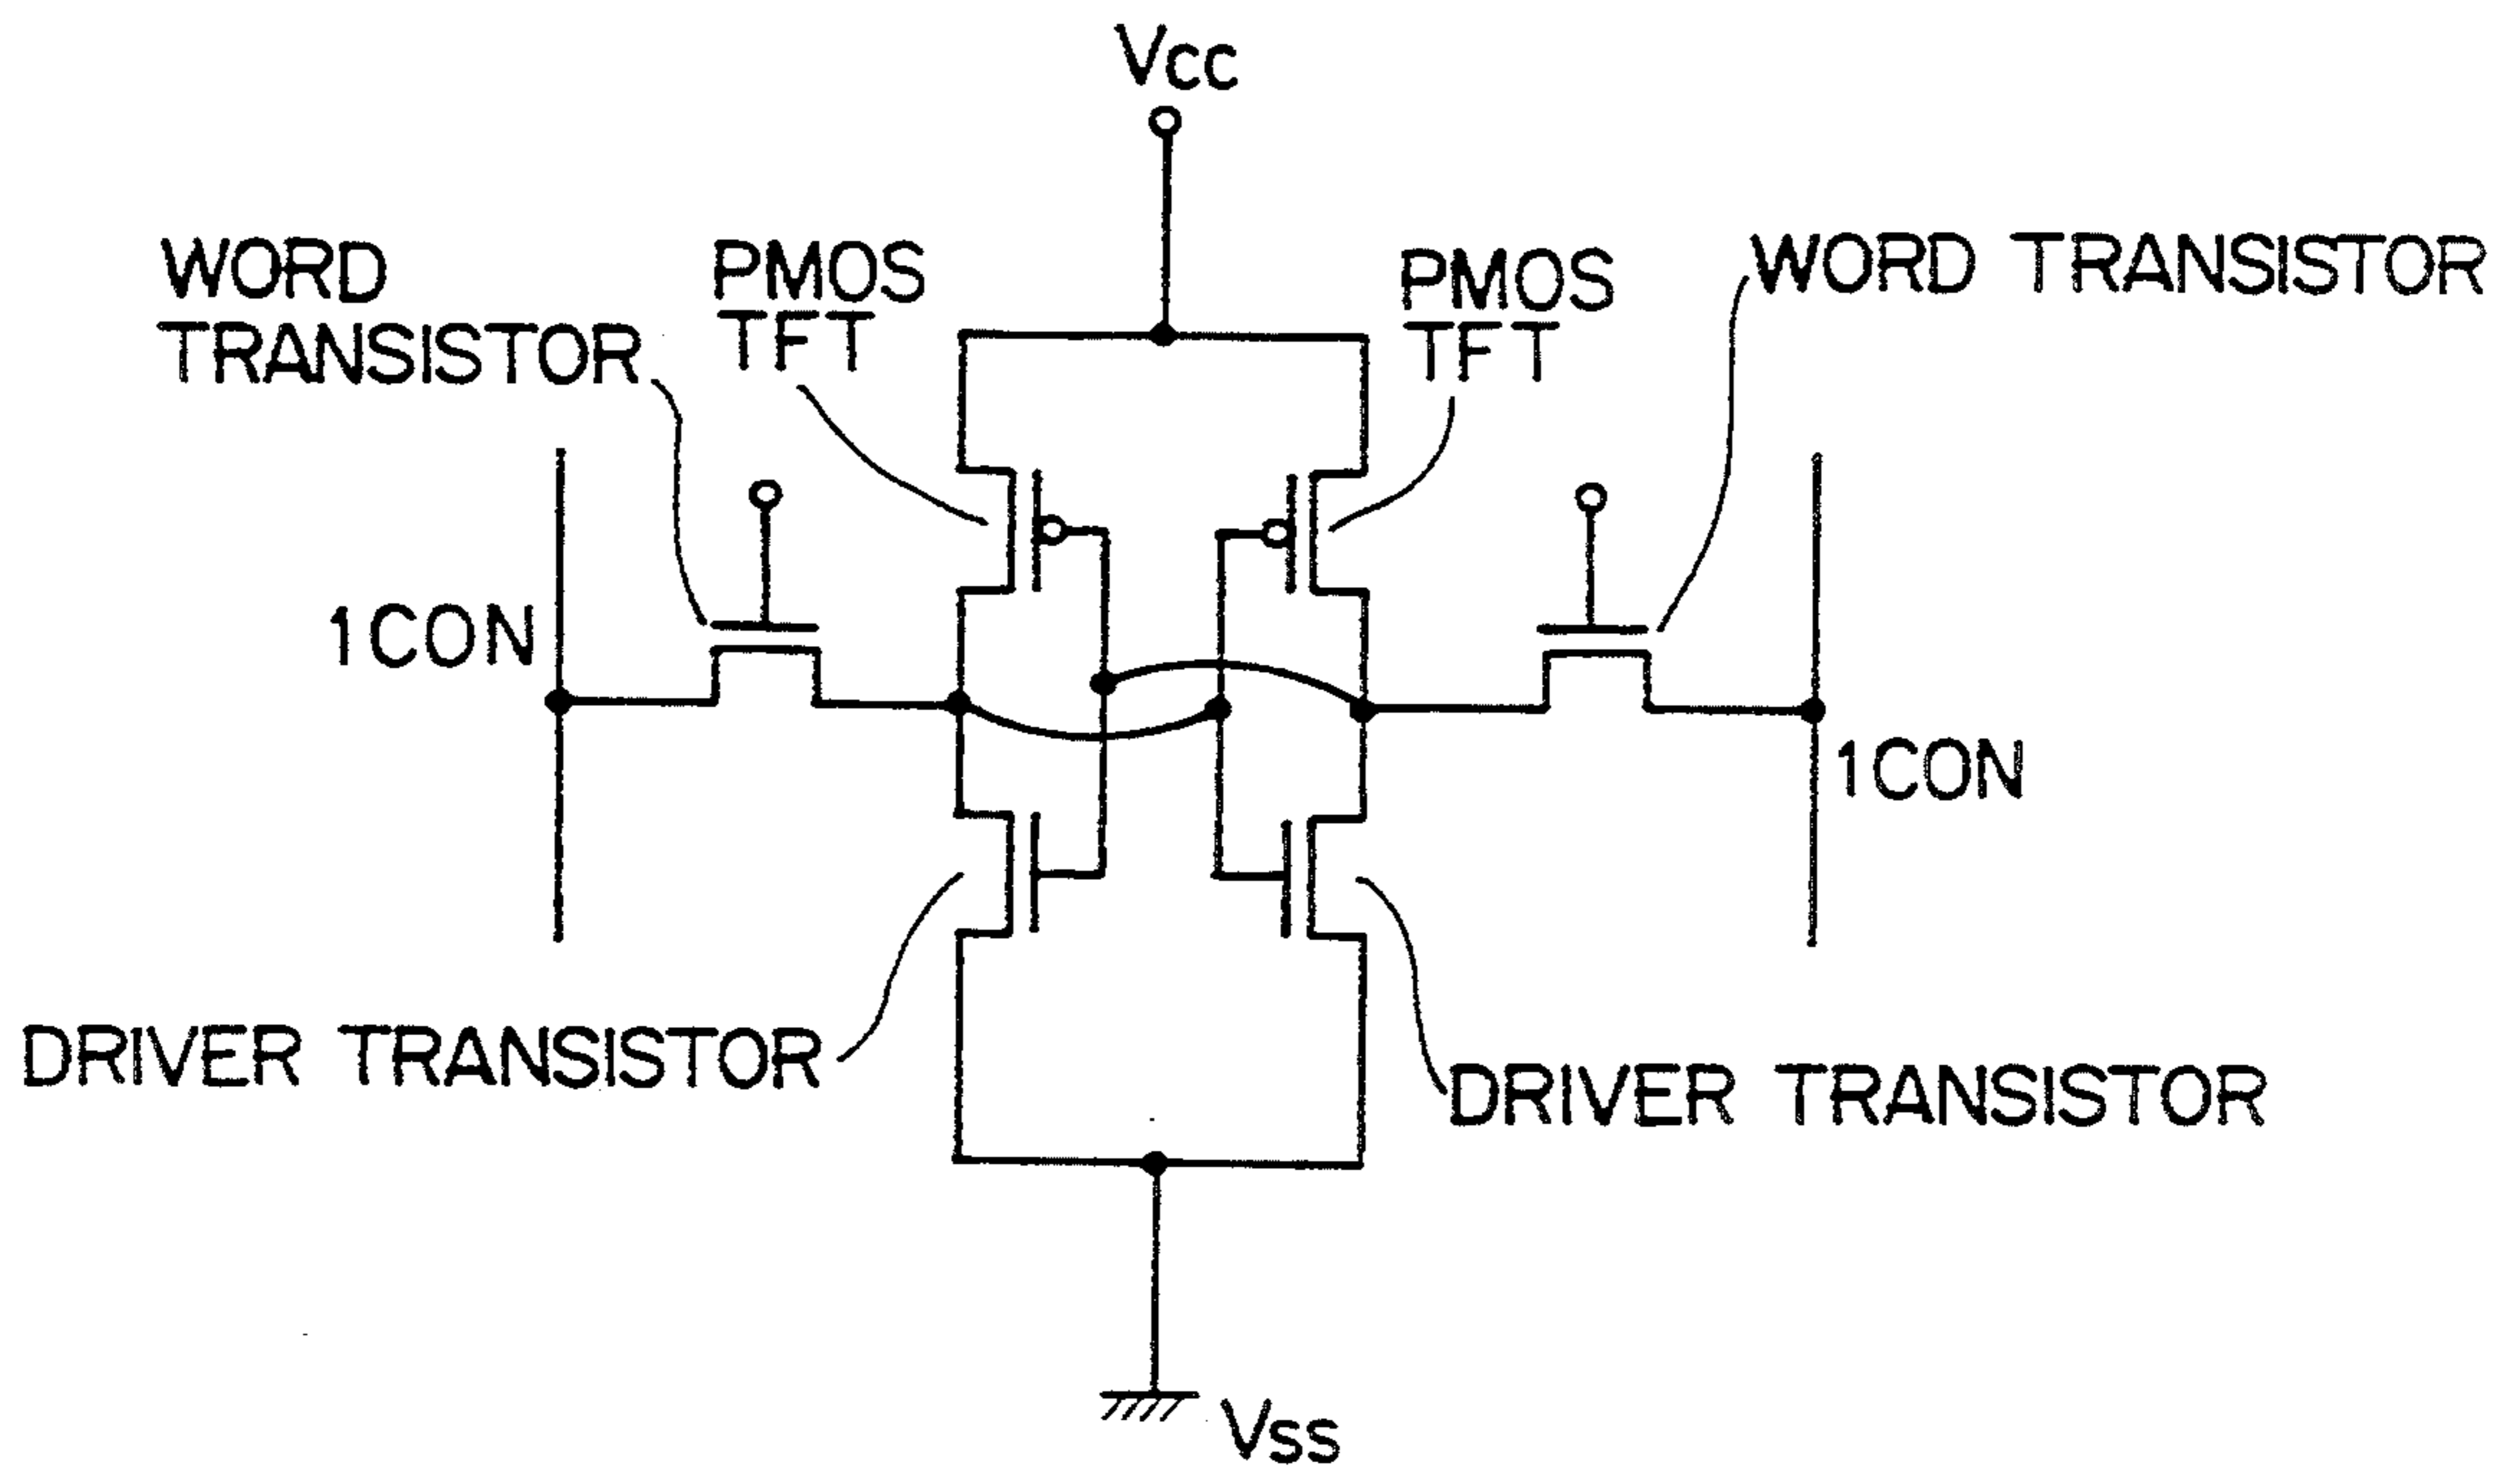 Vcc
WORD
TRANSISTOR
PMOS
TFT
PMOS
TFT
WORD TRANSISTOR
1CON
1CON
DRIVER TRANSISTOR
DRIVER TRANSISTOR
Vss